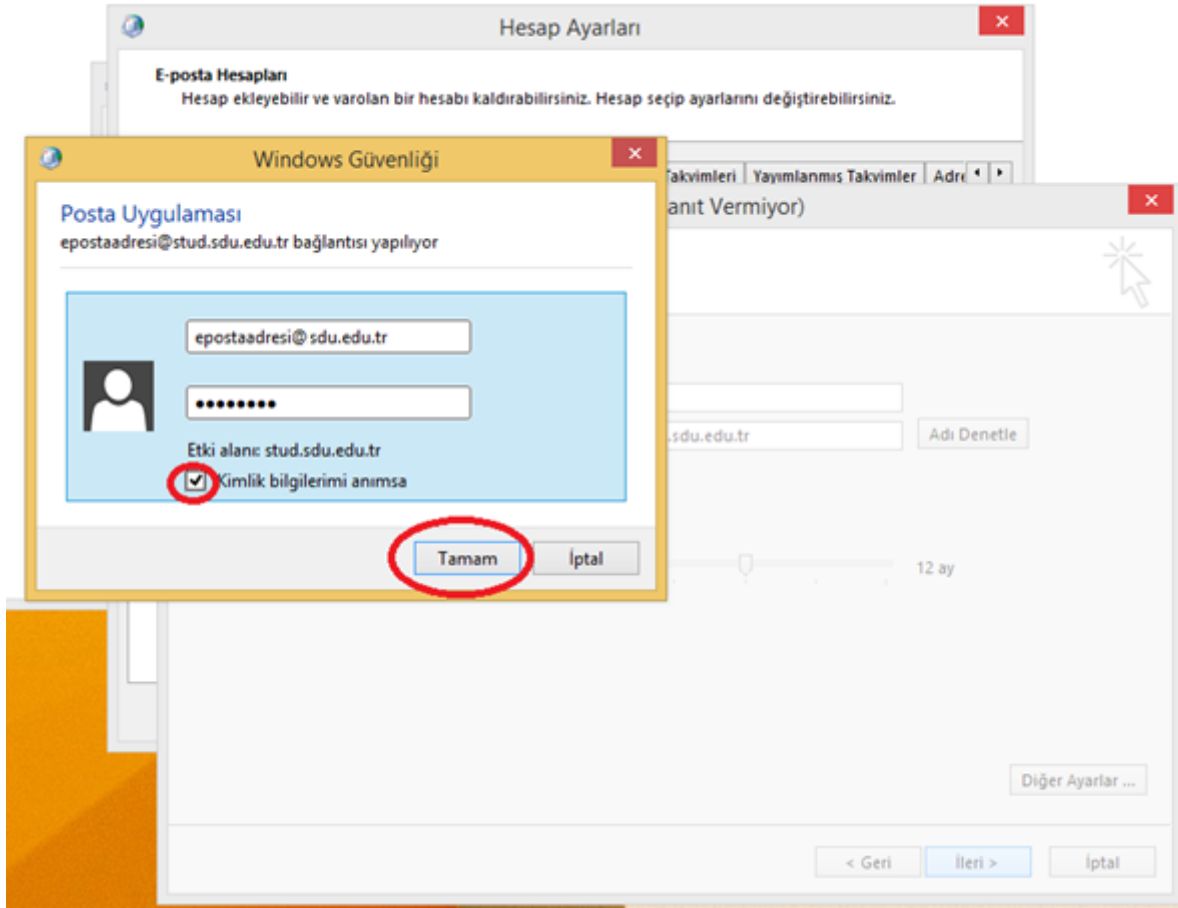 Hesap Ayarları
E-posta Hesapları
Hesap ekleyebilir ve varolan bir hesabı kaldırabilirsiniz. Hesap seçip ayarlarını değiştirebilirsiniz.
Windows Güvenliği
Takvimleri Yayımlanmış Takvimler Adre
anıt Vermiyor)
Posta Uygulaması
epostaadresi@stud.sdu.edu.tr bağlantısı yapılıyor
epostaadresi@sdu.edu.tr
••••••••
.sdu.edu.tr Adı Denetle
Etki alanı: stud.sdu.edu.tr
Kimlik bilgilerimi anımsa
Tamam İptal
12 ay
Diğer Ayarlar ...
< Geri İleri > İptal